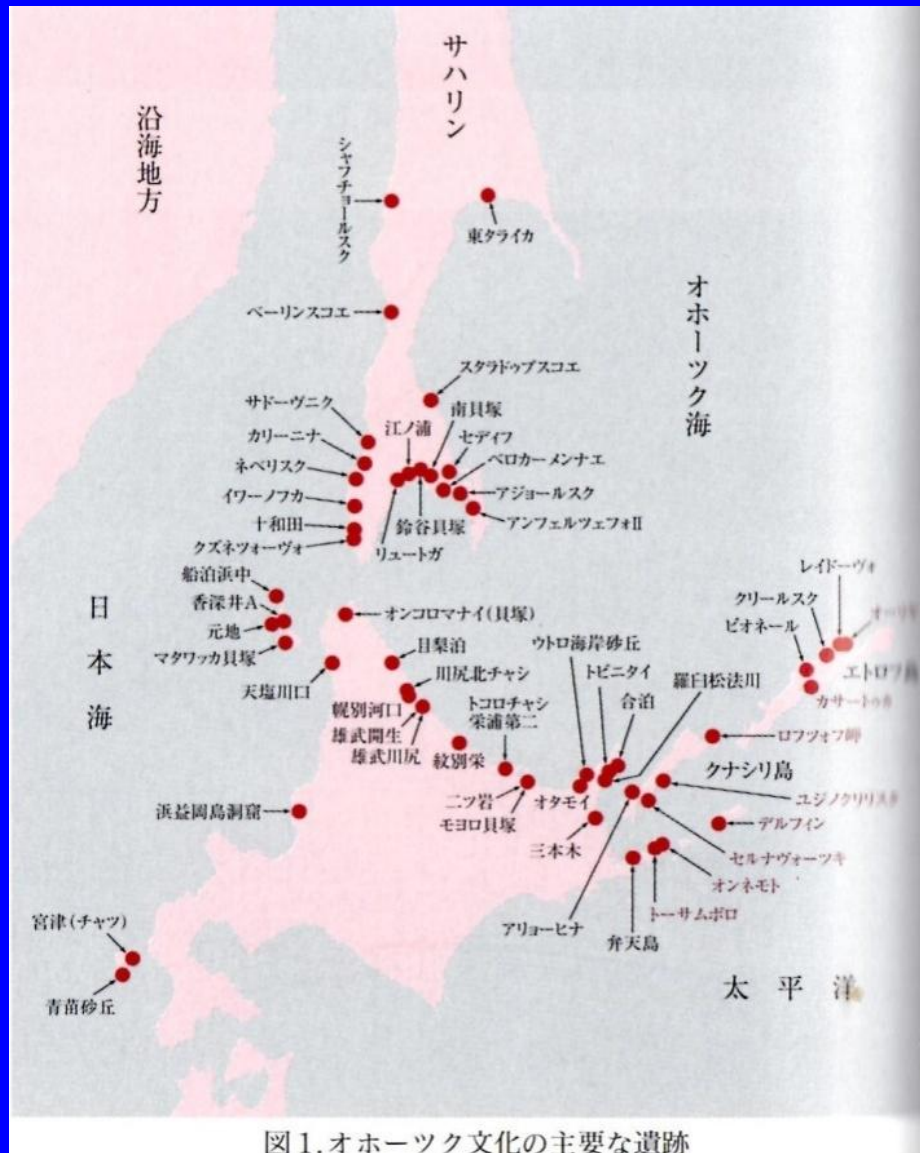 サハリン
沿海地方
シャフチョールスク
東タライカ
オホーツク海
ベーリンスコエ
スタラドゥブスコエ
サドーヴニク
南貝塚
江ノ浦
セディフ
カリーニナ
ベロカーメンナエ
ネベリスク
アジョールスク
イワーノフカ
アンフェルツェフォII
鈴谷貝塚
十和田
リュートガ
クズネツォーヴォ
レイドーヴォ
船泊浜中
クリールスク
日本海
香深井A
オンコロマナイ(貝塚)
ピオネール
元地
目梨泊
ウトロ海岸砂丘
マタワッカ貝塚
トビニタイ
羅臼松法川
エトロフ
天塩川口
川尻北チャシ
合泊
幌別河口
トコロチャシ
栄浦第二
雄武開生
雄武川尻
ロフツォフ岬
紋別栄
クナシリ島
二ツ岩
オタモイ
モヨロ貝塚
浜益岡島洞窟
デルフィン
三本木
セルナヴォーツキ
オンネモト
トーサムポロ
アリョーヒナ
弁天島
宮津(チャツ)
青苗砂丘
太平洋
図1.オホーツク文化の主要な遺跡